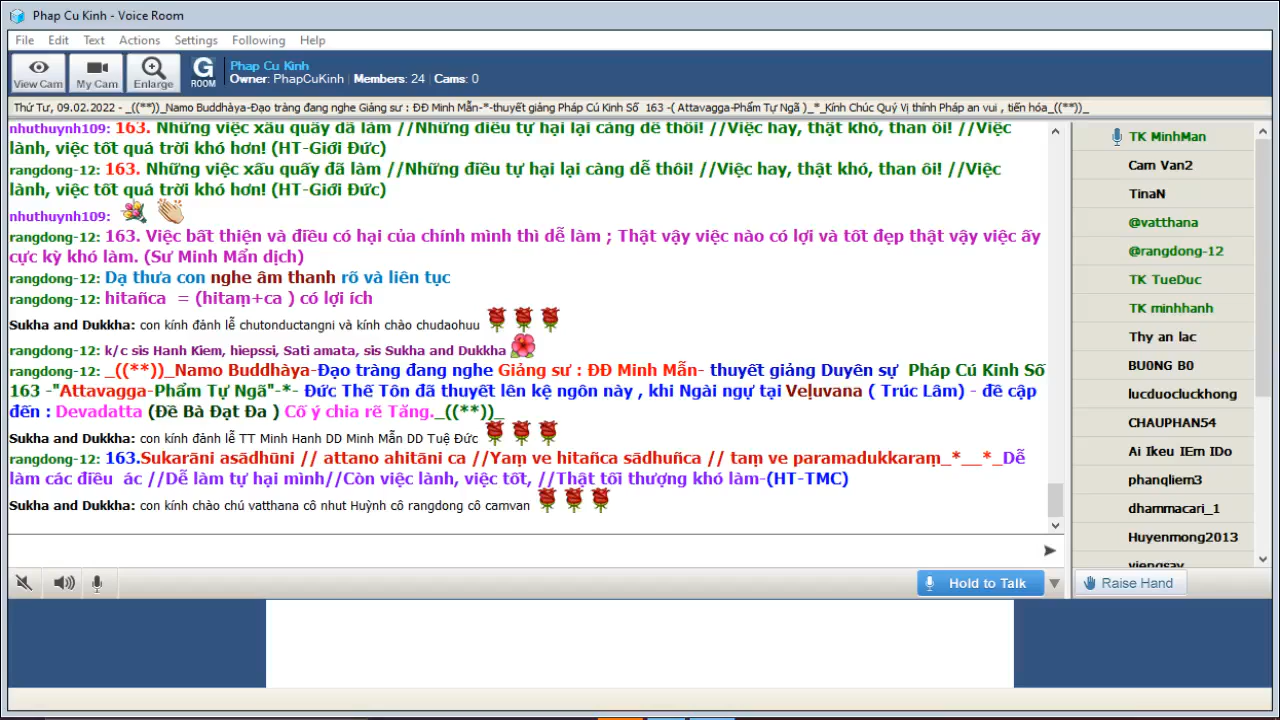 Phap Cu Kinh - Voice Room
File Edit Text Actions Settings Following Help
View Cam My Cam Enlarge G ROOM
Phap Cu Kinh
Owner: PhapCuKinh | Members: 24 | Cams: 0
Thứ Tư, 09.02.2022 - _((**))_Namo Buddhàya-Đạo tràng đang nghe Giảng sư : ĐĐ Minh Mẫn-*-thuyết giảng Pháp Cú Kinh Số 163 -( Attavagga-Phẩm Tự Ngã )_*_Kính Chúc Quý Vị thính Pháp an vui , tiến hóa_((**))_
nhuthuynh109: 163. Những việc xấu quấy đã làm //Những điều tự hại lại càng dễ thôi! //Việc hay, thật khó, than ôi! //Việc
lành, việc tốt quá trời khó hơn! (HT-Giới Đức)
rangdong-12: 163. Những việc xấu quấy đã làm //Những điều tự hại lại càng dễ thôi! //Việc hay, thật khó, than ôi! //Việc
lành, việc tốt quá trời khó hơn! (HT-Giới Đức)
nhuthuynh109:
rangdong-12: 163. Việc bất thiện và điều có hại của chính mình thì dễ làm ; Thật vậy việc nào có lợi và tốt đẹp thật vậy việc ấy
cực kỳ khó làm. (Sư Minh Mẩn dịch)
rangdong-12: Dạ thưa con nghe âm thanh rõ và liên tục
rangdong-12: hitañca = (hitaṃ+ca ) có lợi ích
Sukha and Dukkha: con kính đảnh lễ chutonductangni và kính chào chudaohuu
rangdong-12: k/c sis Hanh Kiem, hiepssi, Sati amata, sis Sukha and Dukkha
rangdong-12: _((**))_Namo Buddhàya-Đạo tràng đang nghe Giảng sư : ĐĐ Minh Mẫn- thuyết giảng Duyên sự Pháp Cú Kinh Số
163 -"Attavagga-Phẩm Tự Ngã"-*- Đức Thế Tôn đã thuyết lên kệ ngôn này , khi Ngài ngự tại Veḷuvana ( Trúc Lâm) - đề cập
đến : Devadatta (Đề Bà Đạt Đa ) Cố ý chia rẽ Tăng._((**))_
Sukha and Dukkha: con kính đảnh lễ TT Minh Hanh DD Minh Mẫn DD Tuệ Đức
rangdong-12: 163.Sukarāni asādhūni // attano ahitāni ca //Yaṃ ve hitañca sādhuñca // taṃ ve paramadukkaraṃ_*__*_Dễ
làm các điều ác //Dễ làm tự hại mình//Còn việc lành, việc tốt, //Thật tối thượng khó làm-(HT-TMC)
Sukha and Dukkha: con kính chào chú vatthana cô nhut Huỳnh cô rangdong cô camvan
TK MinhMan
Cam Van2
TinaN
@vatthana
@rangdong-12
TK TueDuc
TK minhhanh
Thy an lac
BU0NG B0
lucduocluckhong
CHAUPHAN54
Ai Ikeu IEm IDo
phanqliem3
dhammacari_1
Huyenmong2013
viengsay
Hold to Talk
Raise Hand